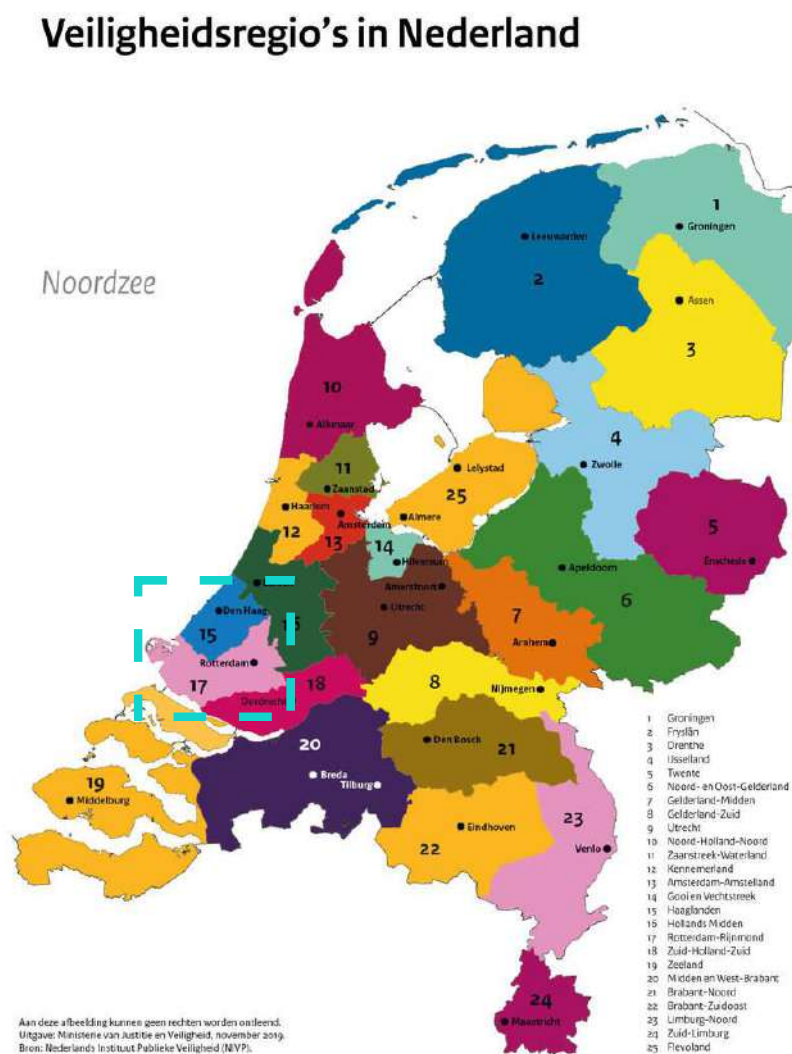 Veiligheidsregio's in Nederland
Noordzee
1
Groningen
Leeuwarden
2
Assen
3
10
Alkmaar
4
Zwolle
11
Zaanstad
Lelystad
25
Haarlem
12
Amsterdam
13
Almere
14
Hilversum
5
Enschede
Apeldoorn
6
Amersfoort
Utrecht
9
7
Arnhem
Den Haag
15
16
Rotterdam
17
18
Dordrecht
8
Nijmegen
Den Bosch
21
20
Breda
Tilburg
19
Middelburg
Eindhoven
22
23
Venlo
24
Maastricht
1 Groningen
2 Fryslân
3 Drenthe
4 IJsselland
5 Twente
6 Noord- en Oost-Gelderland
7 Gelderland-Midden
8 Gelderland-Zuid
9 Utrecht
10 Noord-Holland-Noord
11 Zaanstreek-Waterland
12 Kennemerland
13 Amsterdam-Amstelland
14 Gooi en Vechtstreek
15 Haaglanden
16 Hollands Midden
17 Rotterdam-Rijnmond
18 Zuid-Holland-Zuid
19 Zeeland
20 Midden en West-Brabant
21 Brabant-Noord
22 Brabant-Zuidoost
23 Limburg-Noord
24 Zuid-Limburg
25 Flevoland
Aan deze afbeelding kunnen geen rechten worden ontleend.
Uitgave: Ministerie van Justitie en Veiligheid, november 2019.
Bron: Nederlands Instituut Publieke Veiligheid (NIVP).